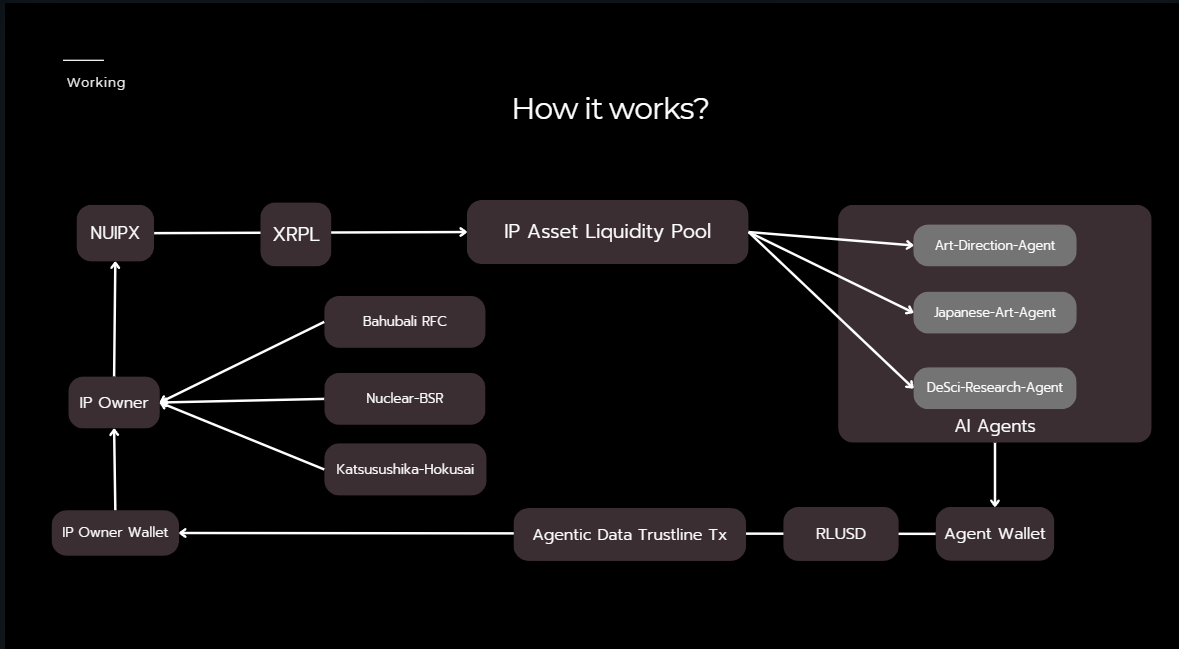 Working
How it works?
NUIPX
XRPL
IP Asset Liquidity Pool
Art-Direction-Agent
Japanese-Art-Agent
DeSci-Research-Agent
AI Agents
Bahubali RFC
Nuclear-BSR
Katsusushika-Hokusai
IP Owner
IP Owner Wallet
Agentic Data Trustline Tx
RLUSD
Agent Wallet